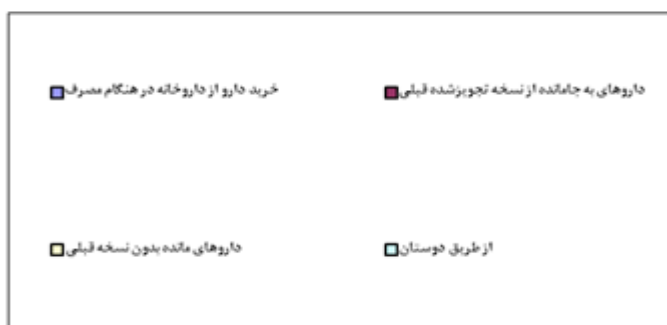 خرید دارو از داروخانه در هنگام مصرف
داروهای به جامانده از نسخه تجویزشده قبلی
داروهای مانده بدون نسخه قبلی
از طریق دوستان